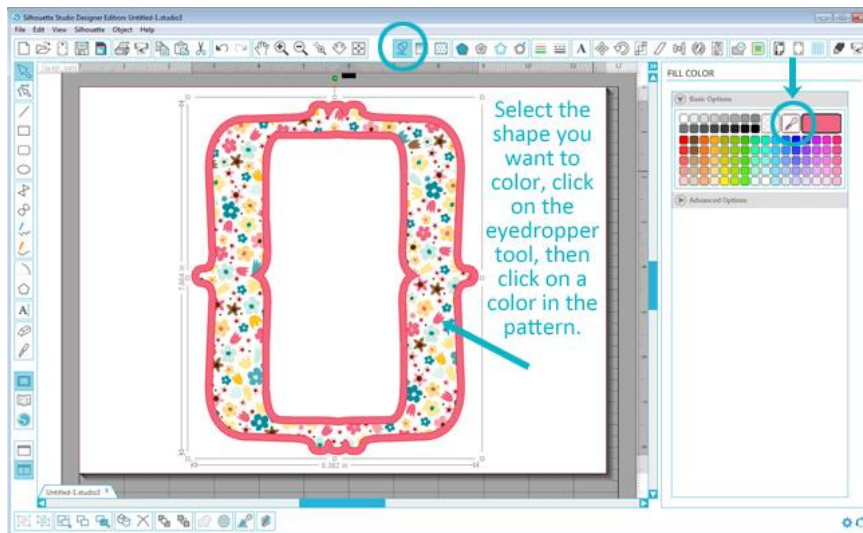 Silhouette Studio Designer Edition: Untitled-1.studio3
File Edit View Silhouette Object Help
FILL COLOR
Basic Options
Advanced Options
Select the
shape you
want to
color, click
on the
eyedropper
tool, then
click on a
color in the
pattern.
Untitled-1.studio3